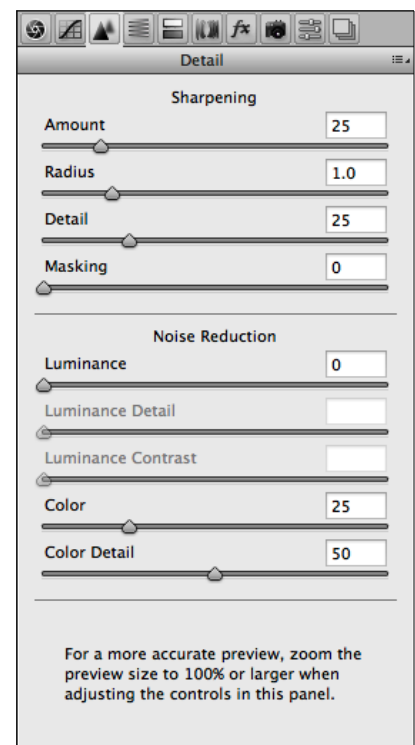 fx
Detail
Sharpening
Amount 25
Radius 1.0
Detail 25
Masking 0
Noise Reduction
Luminance 0
Luminance Detail
Luminance Contrast
Color 25
Color Detail 50
For a more accurate preview, zoom the
preview size to 100% or larger when
adjusting the controls in this panel.